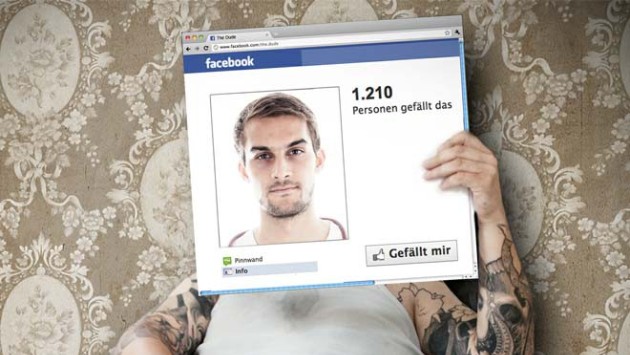 The Dude
www.facebook.com/the.dude
facebook
1.210
Personen gefällt das
Pinnwand
Info
Gefällt mir